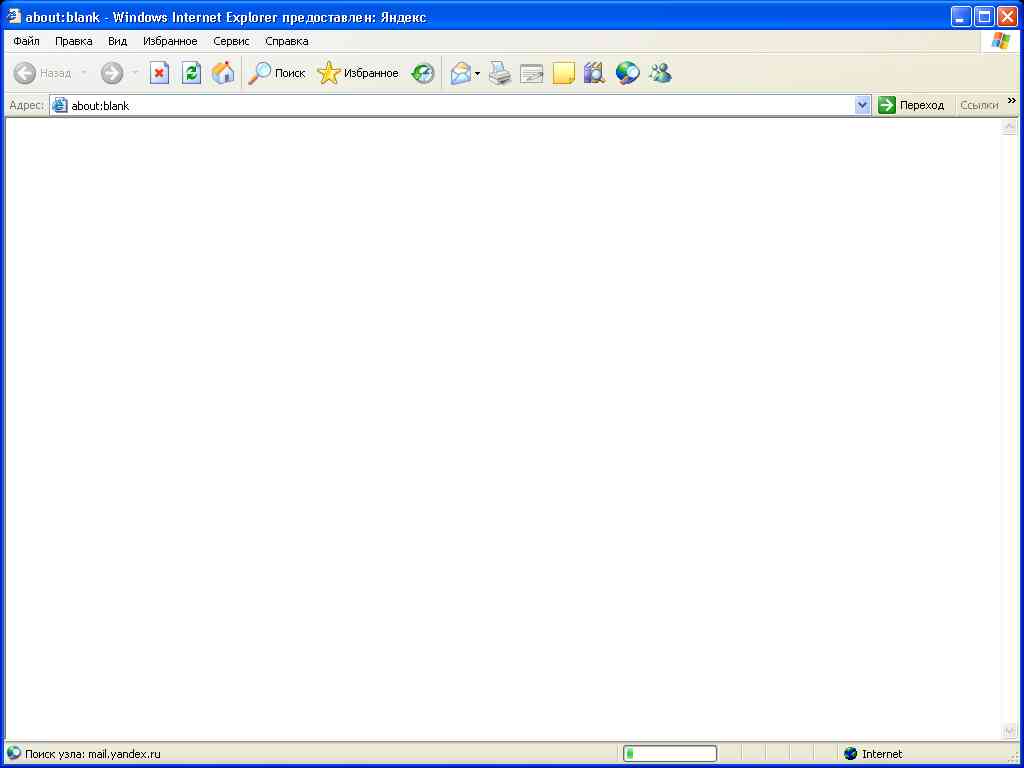 about:blank - Windows Internet Explorer предоставлен: Яндекс
Файл Правка Вид Избранное Сервис Справка
Назад Поиск Избранное
Адрес: about:blank Переход Ссылки »
Поиск узла: mail.yandex.ru Internet